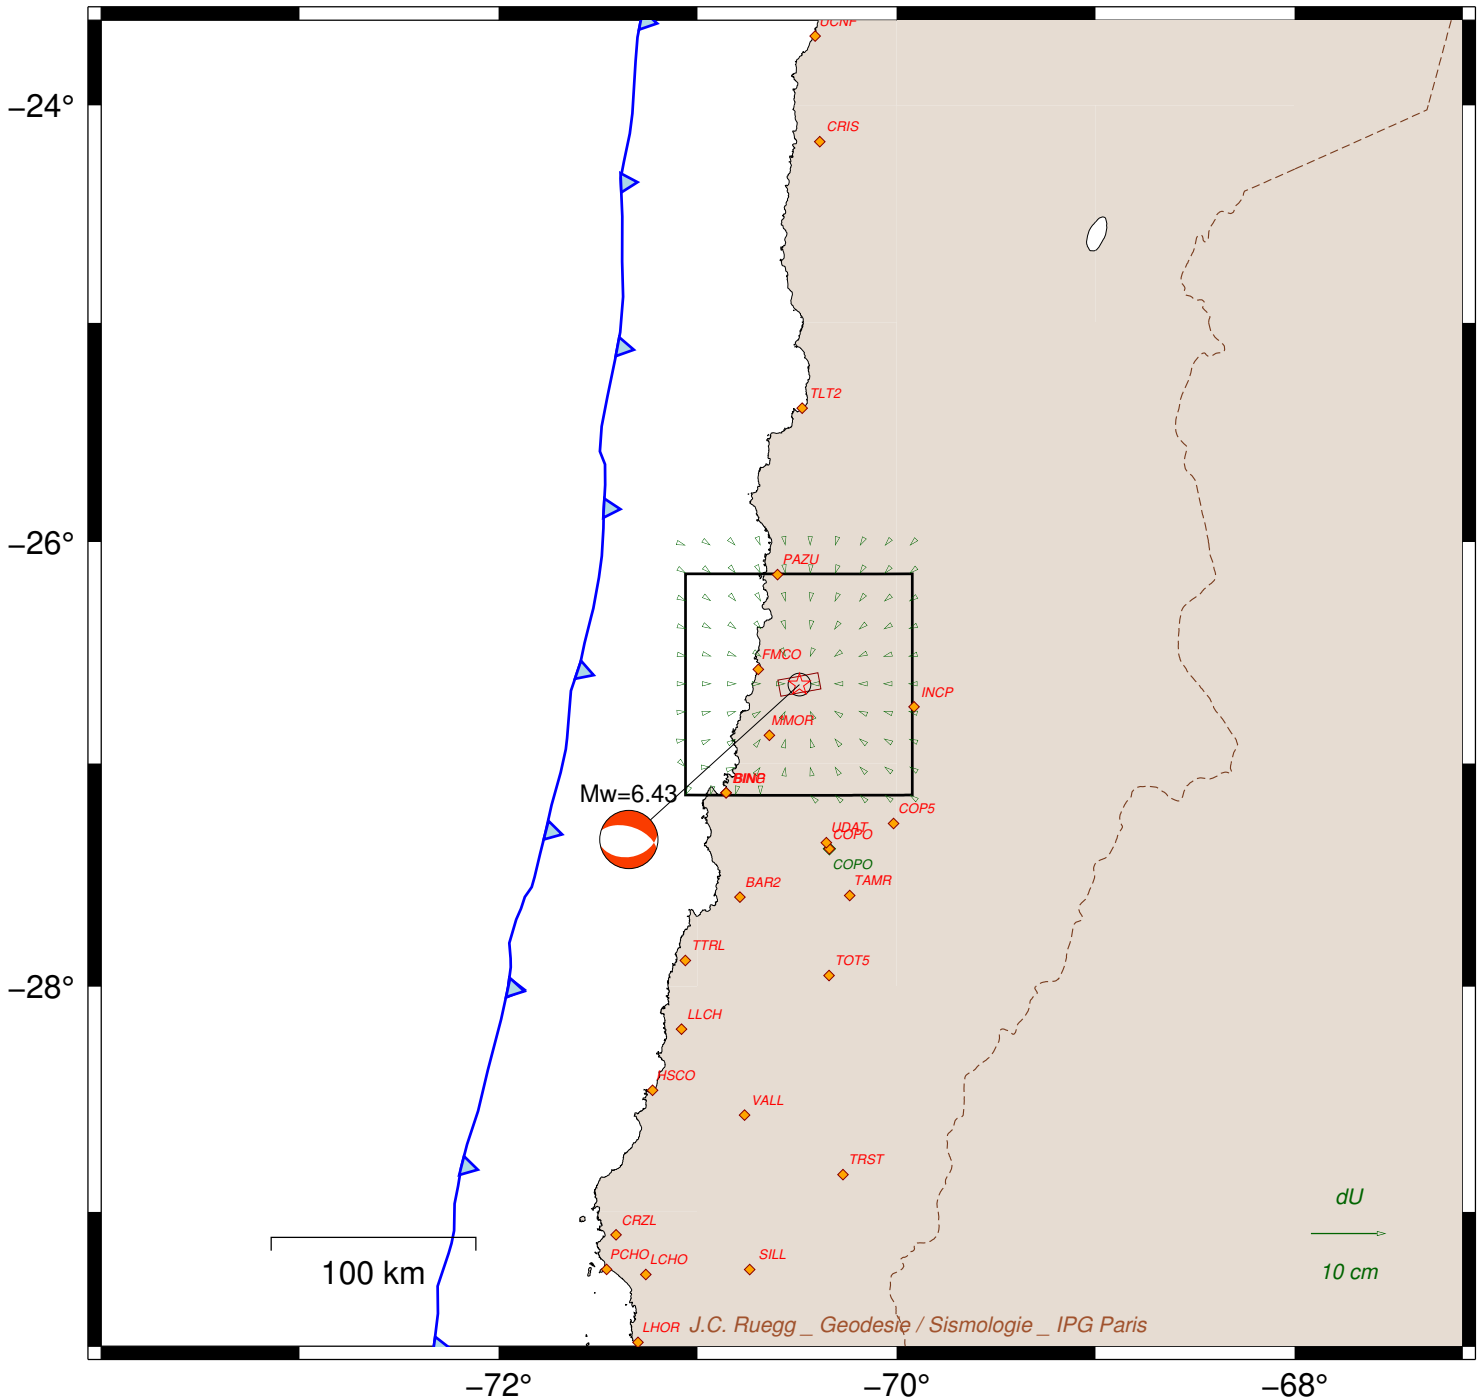 UCNF
−24°
CRIS
TLT2
−26°
PAZU
FMCO
INCP
MMOR
BING
Mw=6.43
COP5
UDAT
COPO
COPO
BAR2
TAMR
TTRL
TOT5
−28°
LLCH
HSCO
VALL
TRST
dU
CRZL
PCHO
LCHO
SILL
100 km
10 cm
LHOR
J.C. Ruegg _ Geodesie / Sismologie _ IPG Paris
−72°
−70°
−68°